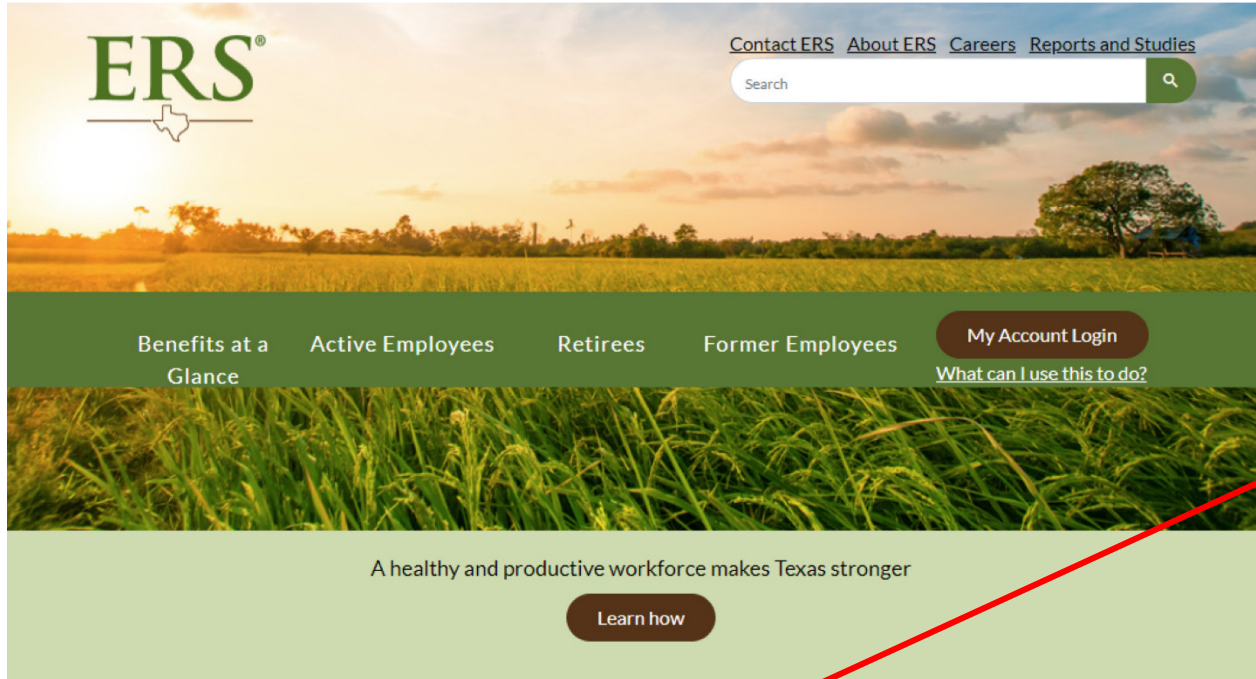 ERS®
Contact ERS About ERS Careers Reports and Studies
Search
Benefits at a Glance
Active Employees
Retirees
Former Employees
My Account Login
What can I use this to do?
A healthy and productive workforce makes Texas stronger
Learn how